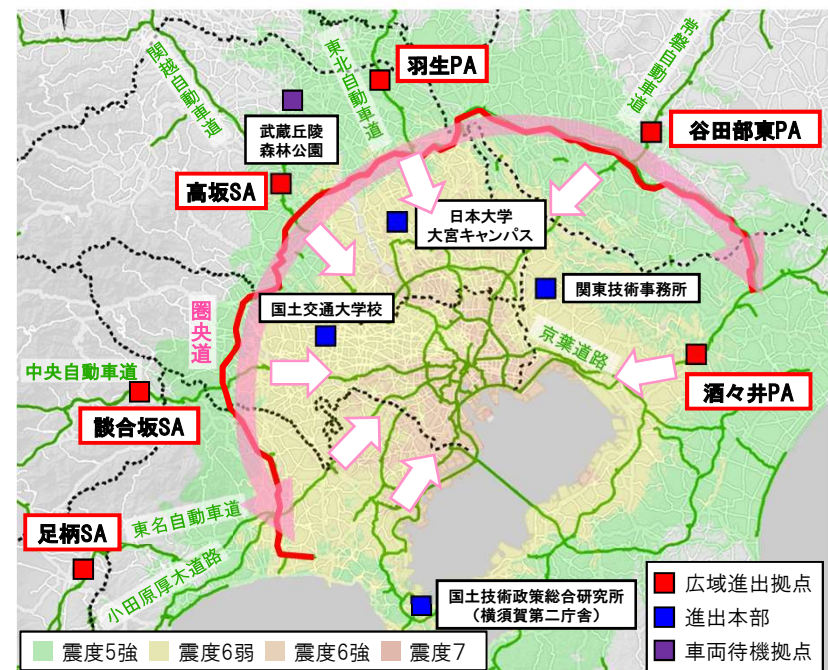 関越自動車道
東北自動車道
常磐自動車道
羽生PA
武蔵丘陵
森林公園
谷田部東PA
高坂SA
日本大学
大宮キャンパス
関東技術事務所
国土交通大学校
圏央道
京葉道路
中央自動車道
酒々井PA
談合坂SA
東名自動車道
足柄SA
小田原厚木道路
国土技術政策総合研究所
（横須賀第二庁舎）
広域進出拠点
進出本部
車両待機拠点
震度5強
震度6弱
震度6強
震度7